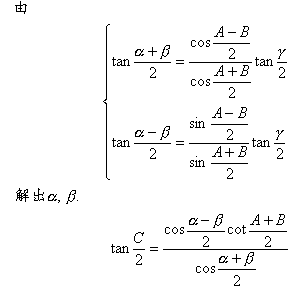 由
tan (α+β)/2 = (cos (A−B)/2)/(cos (A+B)/2) tan γ/2
tan (α−β)/2 = (sin (A−B)/2)/(sin (A+B)/2) tan γ/2
解出α, β.
tan C/2 = (cos (α−β)/2 cot (A+B)/2)/(cos (α+β)/2)